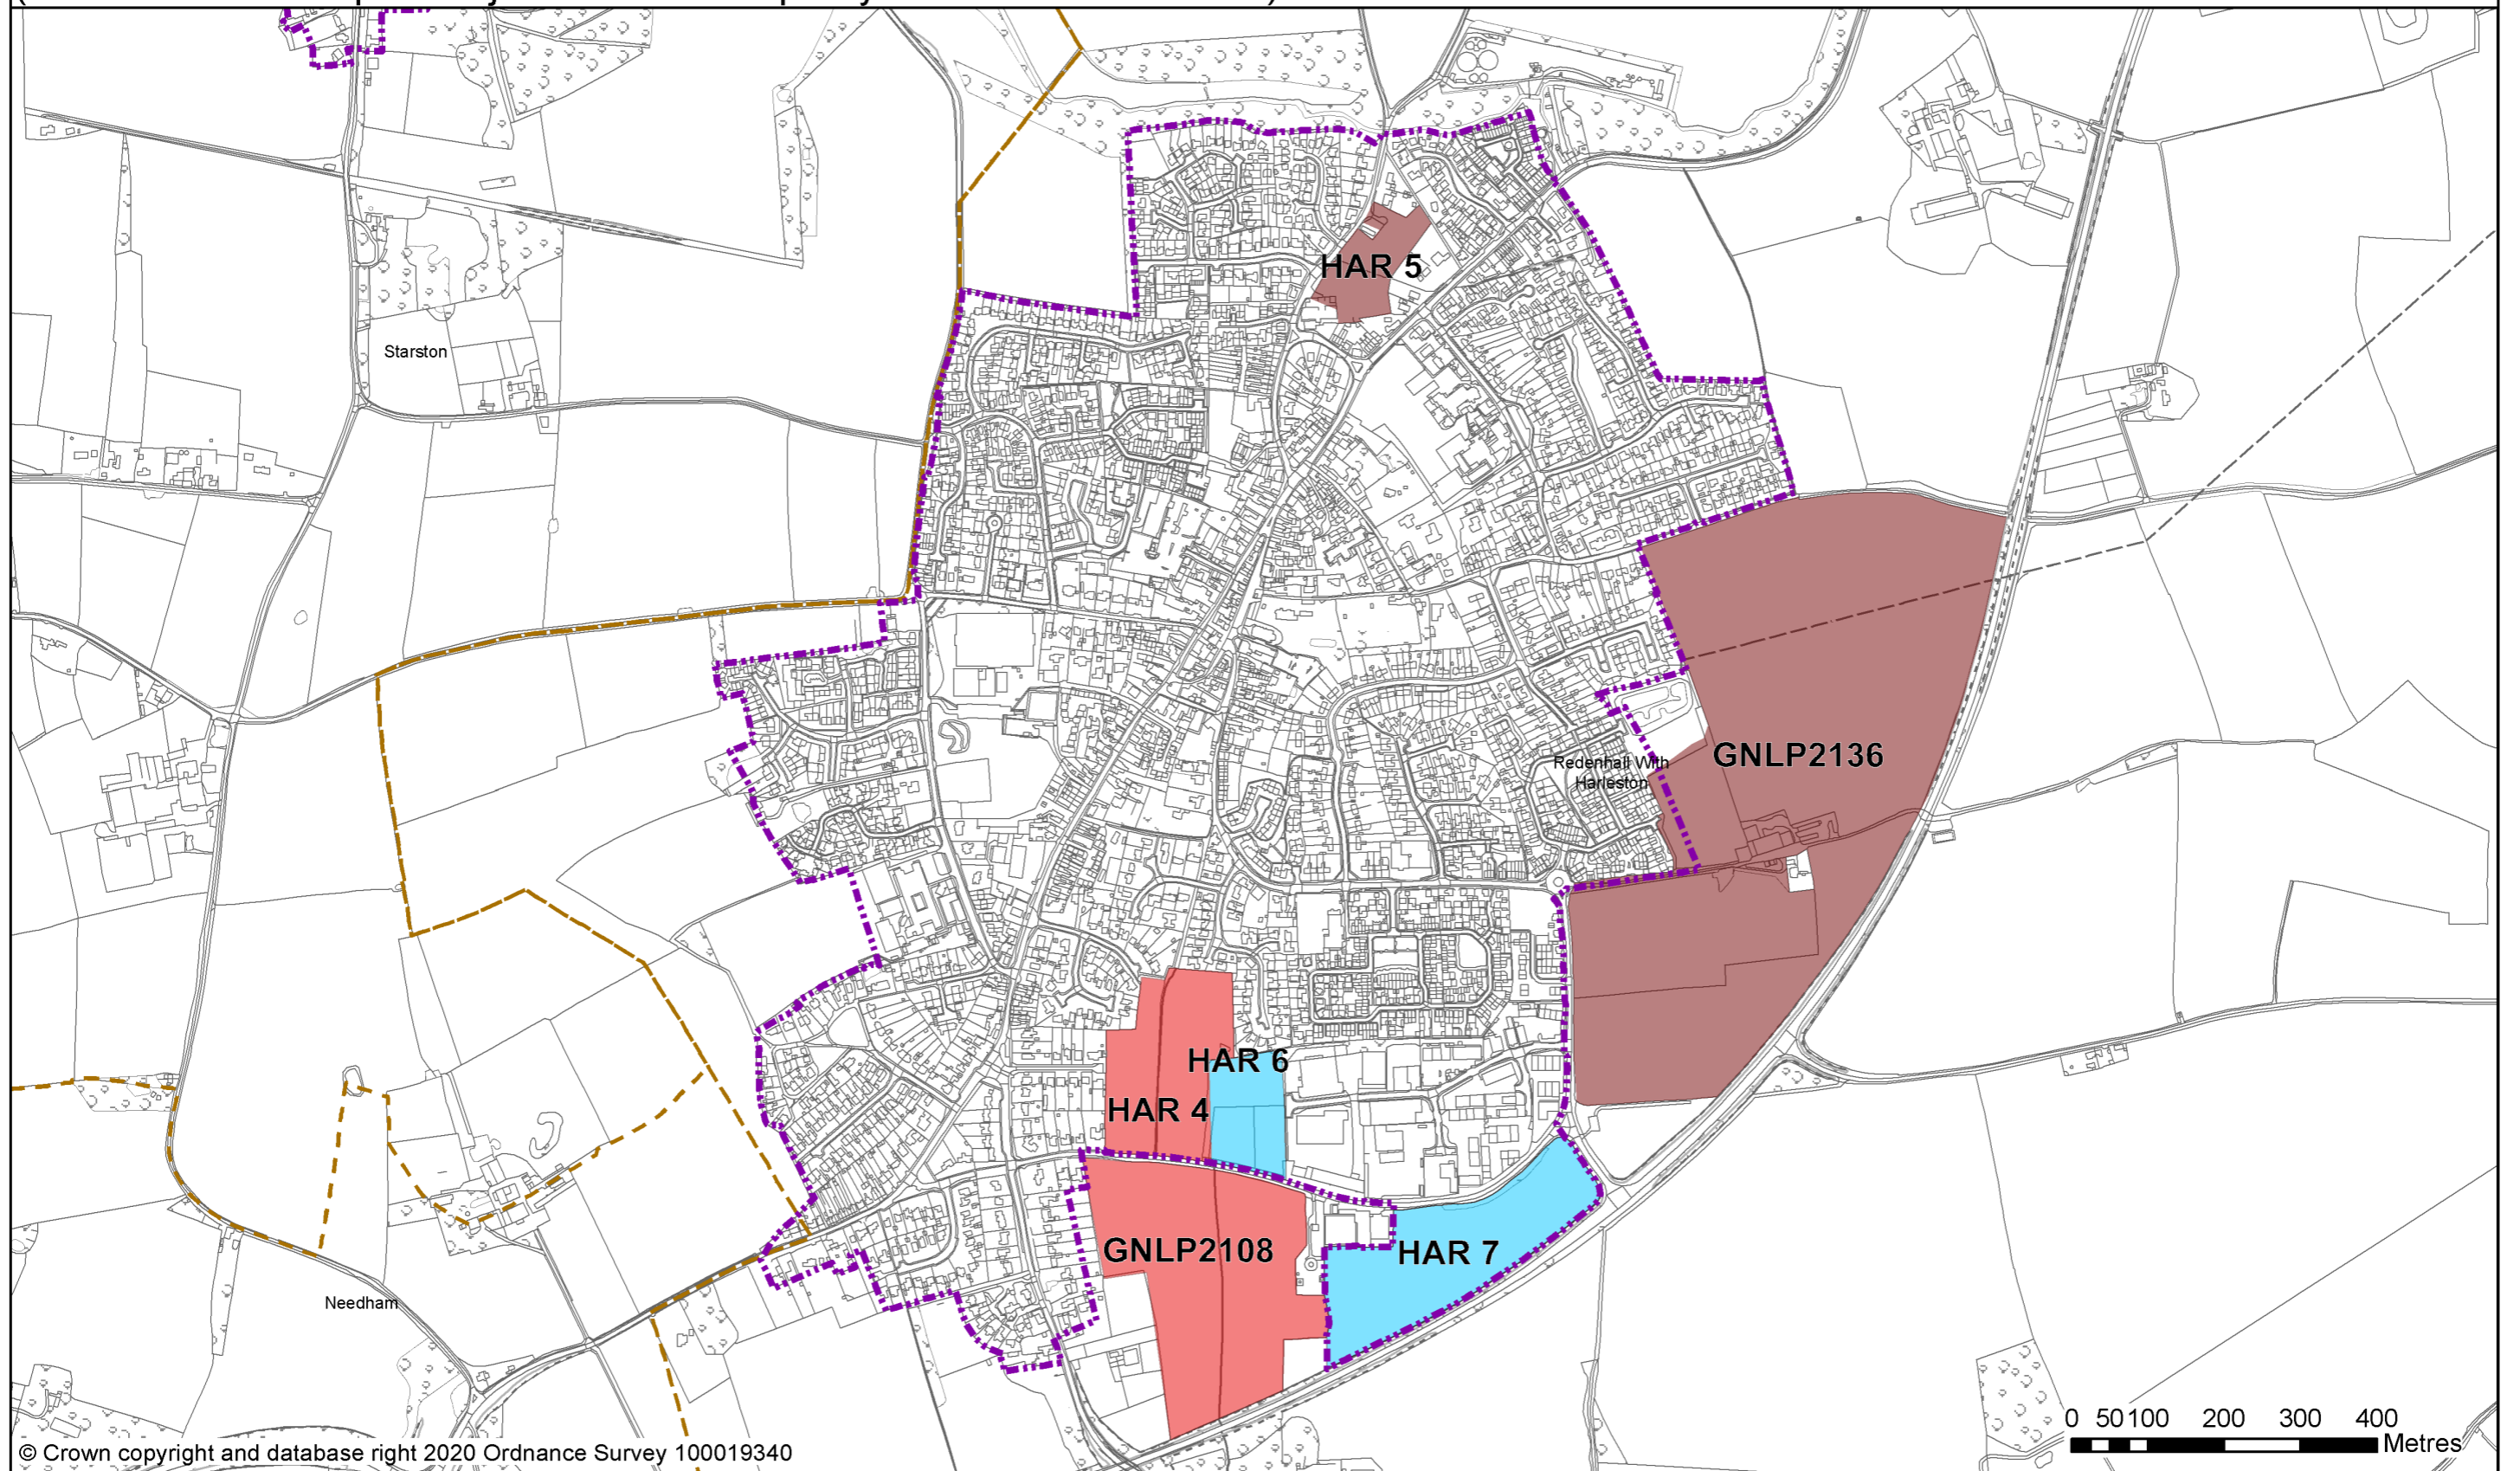 HAR 5
Starston
GNLP2136
Redenhall With
Harleston
HAR 6
HAR 4
GNLP2108
HAR 7
Needham
0 50 100 200 300 400
Metres
© Crown copyright and database right 2020 Ordnance Survey 100019340